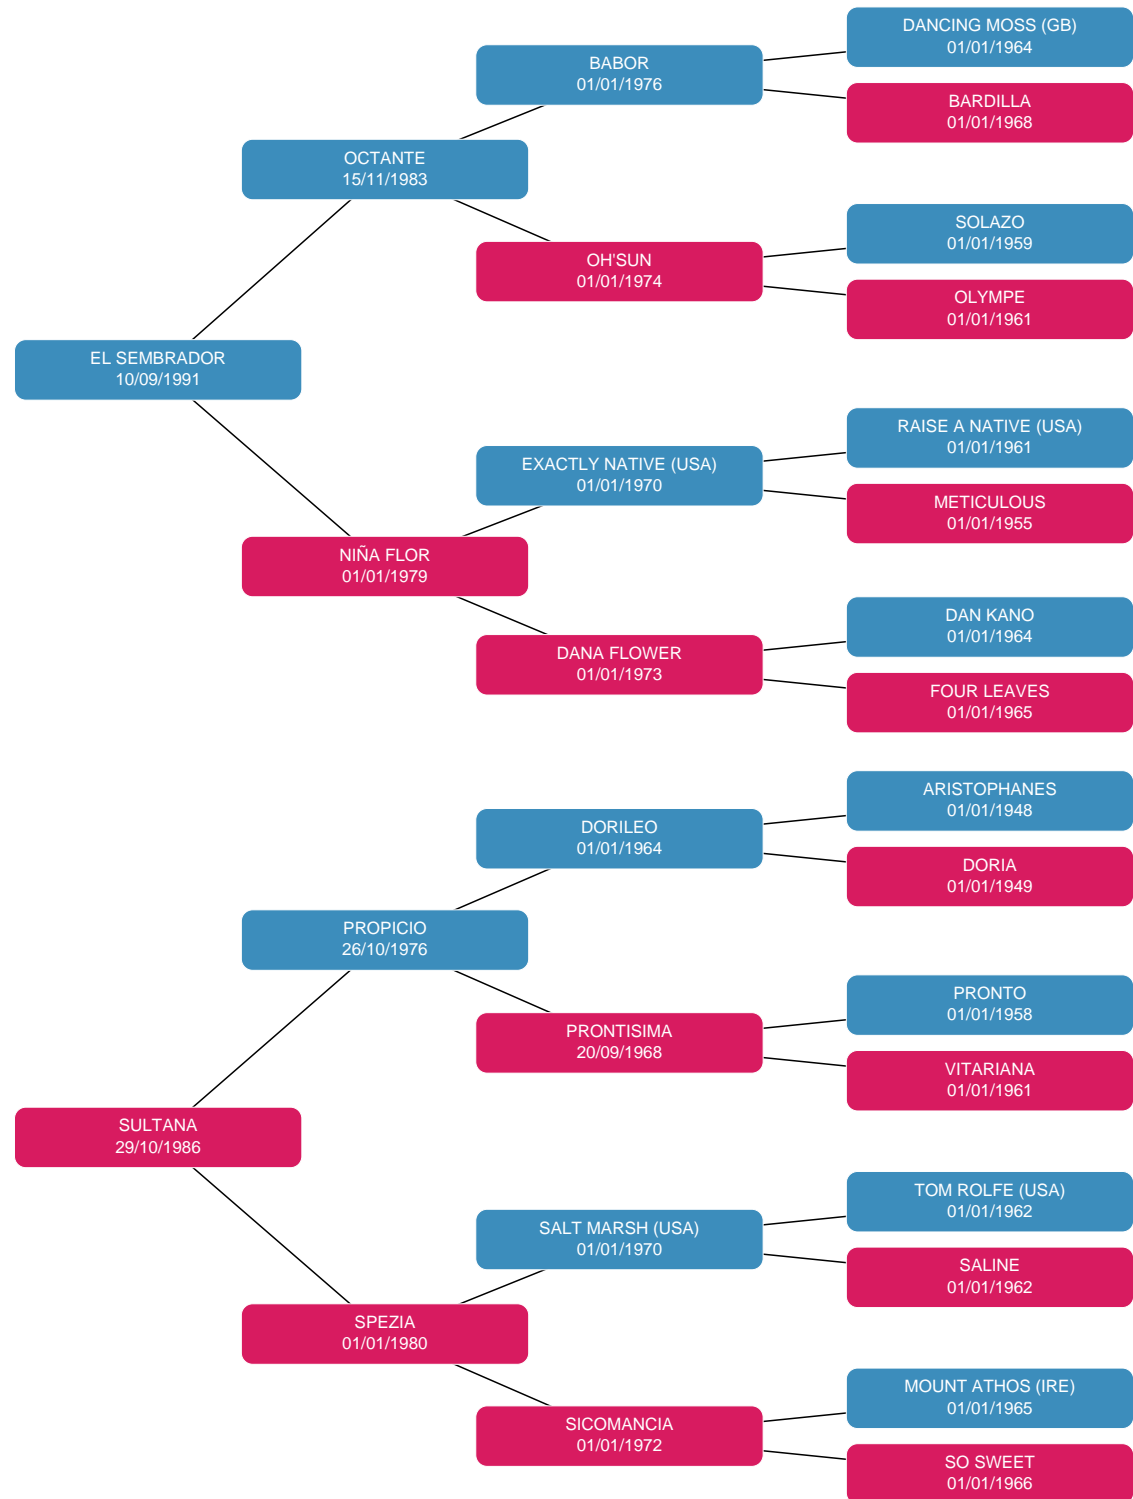 DANCING MOSS (GB)
01/01/1964
BABOR
01/01/1976
BARDILLA
01/01/1968
OCTANTE
15/11/1983
SOLAZO
01/01/1959
OH'SUN
01/01/1974
OLYMPE
01/01/1961
EL SEMBRADOR
10/09/1991
RAISE A NATIVE (USA)
01/01/1961
EXACTLY NATIVE (USA)
01/01/1970
METICULOUS
01/01/1955
NIÑA FLOR
01/01/1979
DAN KANO
01/01/1964
DANA FLOWER
01/01/1973
FOUR LEAVES
01/01/1965
ARISTOPHANES
01/01/1948
DORILEO
01/01/1964
DORIA
01/01/1949
PROPICIO
26/10/1976
PRONTO
01/01/1958
PRONTISIMA
20/09/1968
VITARIANA
01/01/1961
SULTANA
29/10/1986
TOM ROLFE (USA)
01/01/1962
SALT MARSH (USA)
01/01/1970
SALINE
01/01/1962
SPEZIA
01/01/1980
MOUNT ATHOS (IRE)
01/01/1965
SICOMANCIA
01/01/1972
SO SWEET
01/01/1966